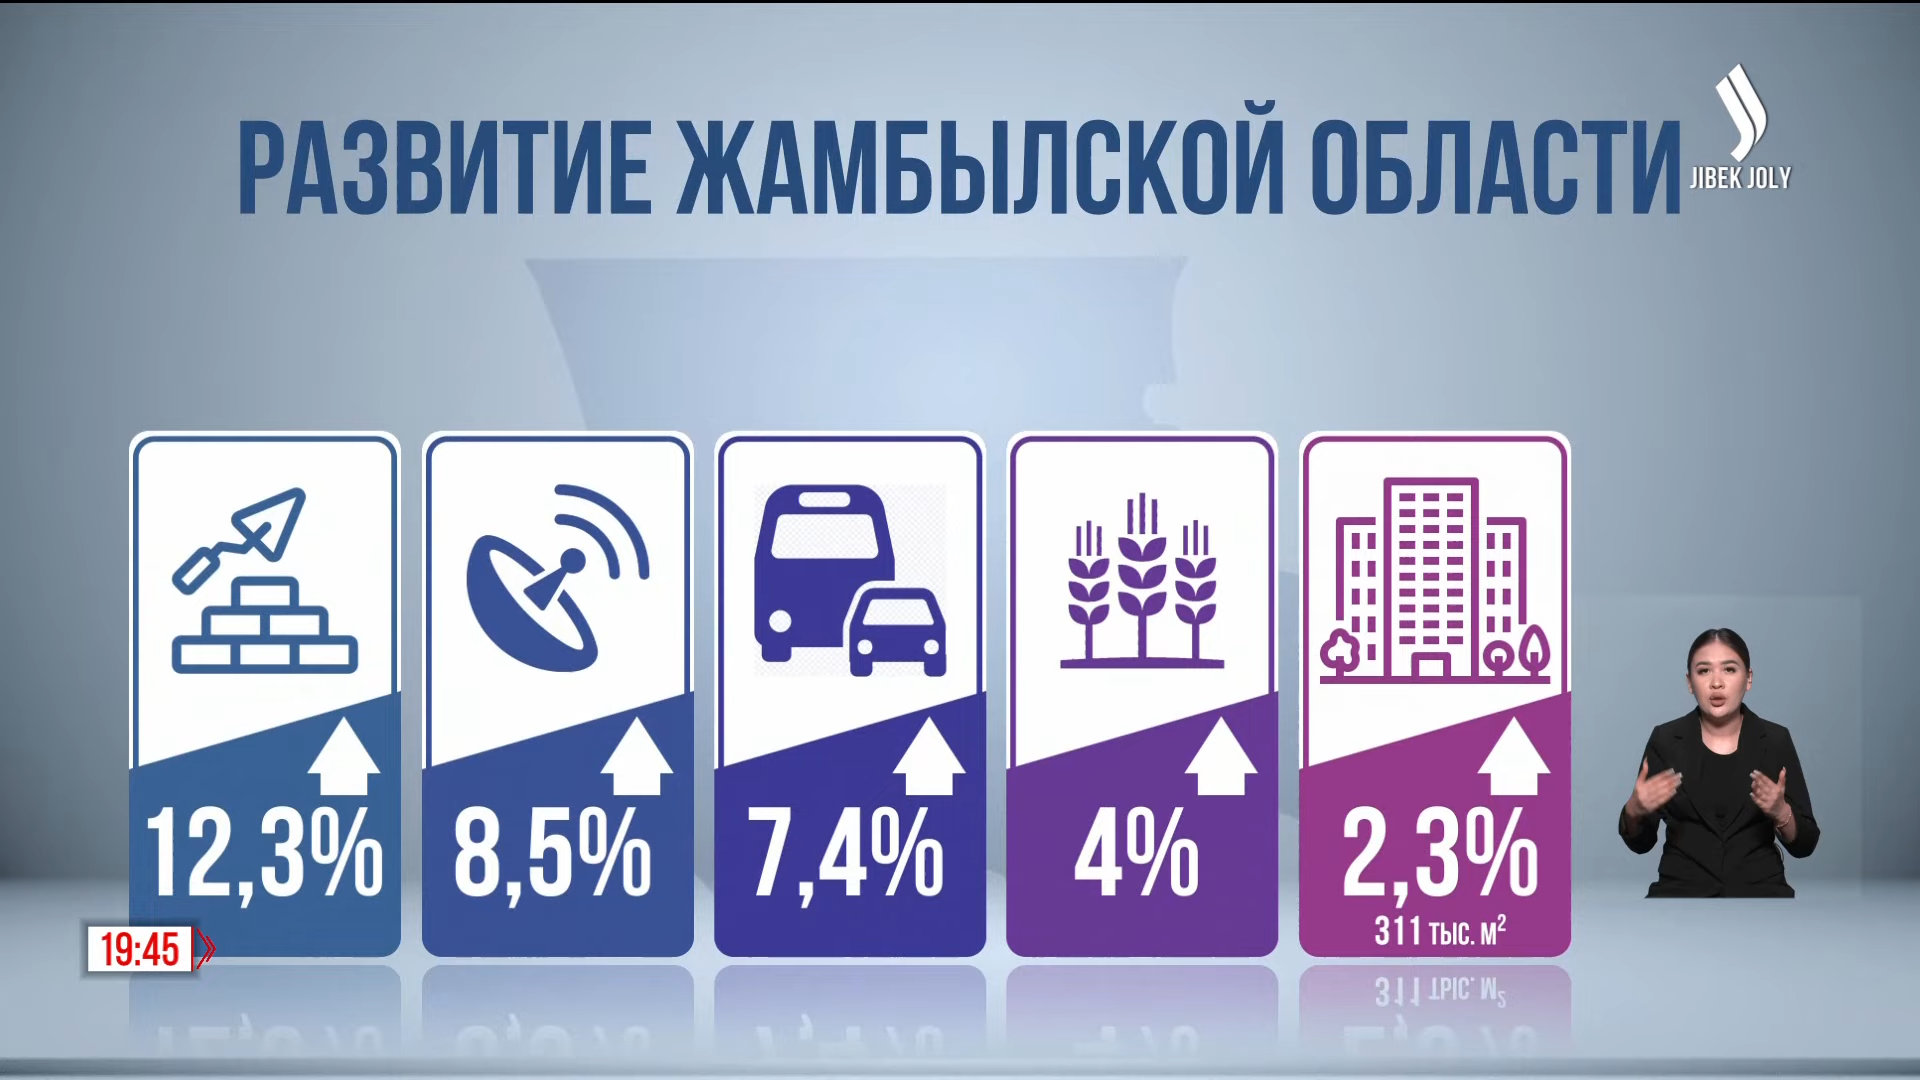 РАЗВИТИЕ ЖАМБЫЛСКОЙ ОБЛАСТИ
JIBEK JOLY
12,3%
8,5%
7,4%
4%
2,3%
311 ТЫС. М²
19:45